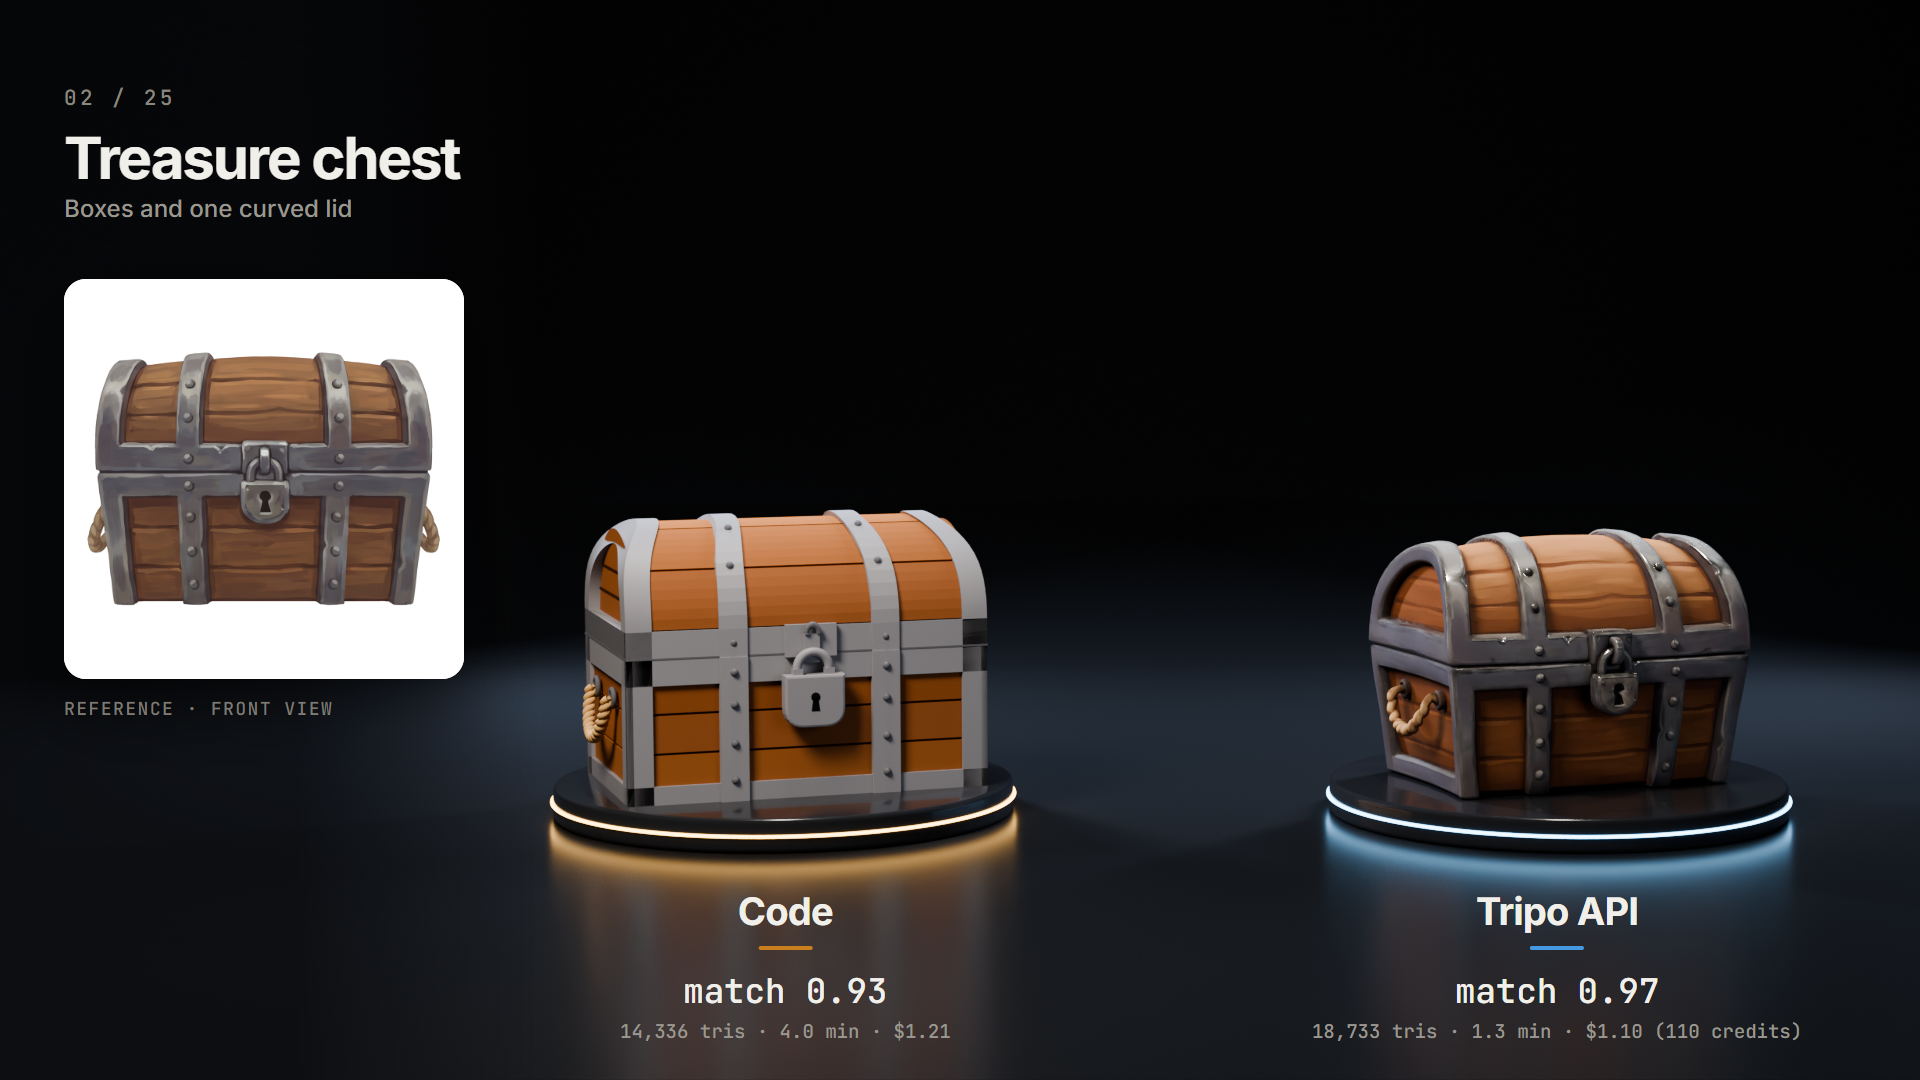 02 / 25
Treasure chest
Boxes and one curved lid
REFERENCE · FRONT VIEW
Code
match 0.93
14,336 tris · 4.0 min · $1.21
Tripo API
match 0.97
18,733 tris · 1.3 min · $1.10 (110 credits)